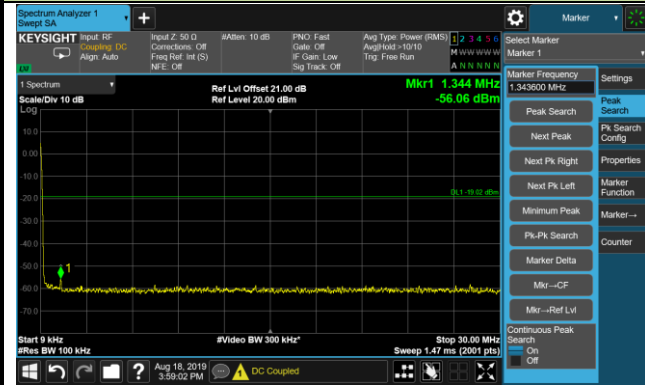 Spectrum Analyzer 1
Swept SA
+
Marker
KEYSIGHT
Input: RF
Coupling: DC
Align: Auto
Input Z: 50 Ω
Corrections: Off
Freq Ref: Int (S)
NFE: Off
#Atten: 10 dB
PNO: Fast
Gate: Off
IF Gain: Low
Sig Track: Off
Avg Type: Power (RMS)
Avg|Hold:>10/10
Trig: Free Run
1 2 3 4 5 6
M W W W W W
A N N N N N
Select Marker
Marker 1
1 Spectrum
Scale/Div 10 dB
Log
Ref Lvl Offset 21.00 dB
Ref Level 20.00 dBm
Mkr1 1.344 MHz
-56.06 dBm
10.0
0.00
-10.0
-20.0
-30.0
-40.0
-50.0
-60.0
-70.0
DL1 -19.02 dBm
1
Start 9 kHz
#Res BW 100 kHz
#Video BW 300 kHz*
Stop 30.00 MHz
Sweep 1.47 ms (2001 pts)
Marker Frequency
1.343600 MHz
Peak Search
Next Peak
Next Pk Right
Next Pk Left
Minimum Peak
Pk-Pk Search
Marker Delta
Mkr→CF
Mkr→Ref Lvl
Continuous Peak
Search
On
Off
Settings
Peak
Search
Pk Search
Config
Properties
Marker
Function
Marker→
Counter
?
Aug 18, 2019
3:59:02 PM
DC Coupled